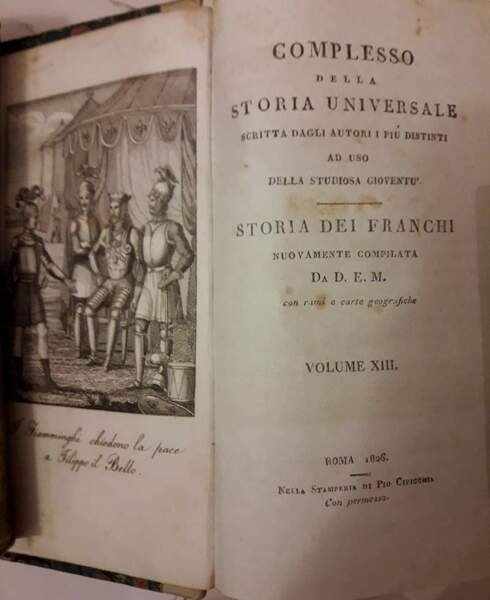 I Fiamminghi chiedono la pace
a Filippo il Bello.
COMPLESSO
DELLA
STORIA UNIVERSALE
SCRITTA DAGLI AUTORI I PIÙ DISTINTI
AD USO
DELLA STUDIOSA GIOVENTU'.
STORIA DEI FRANCHI
NUOVAMENTE COMPILATA
DA D. E. M.
con rami e carte geografiche
VOLUME XIII.
ROMA 1826.
NELLA STAMPERIA DI PIO CIPICCHIA
Con permesso.